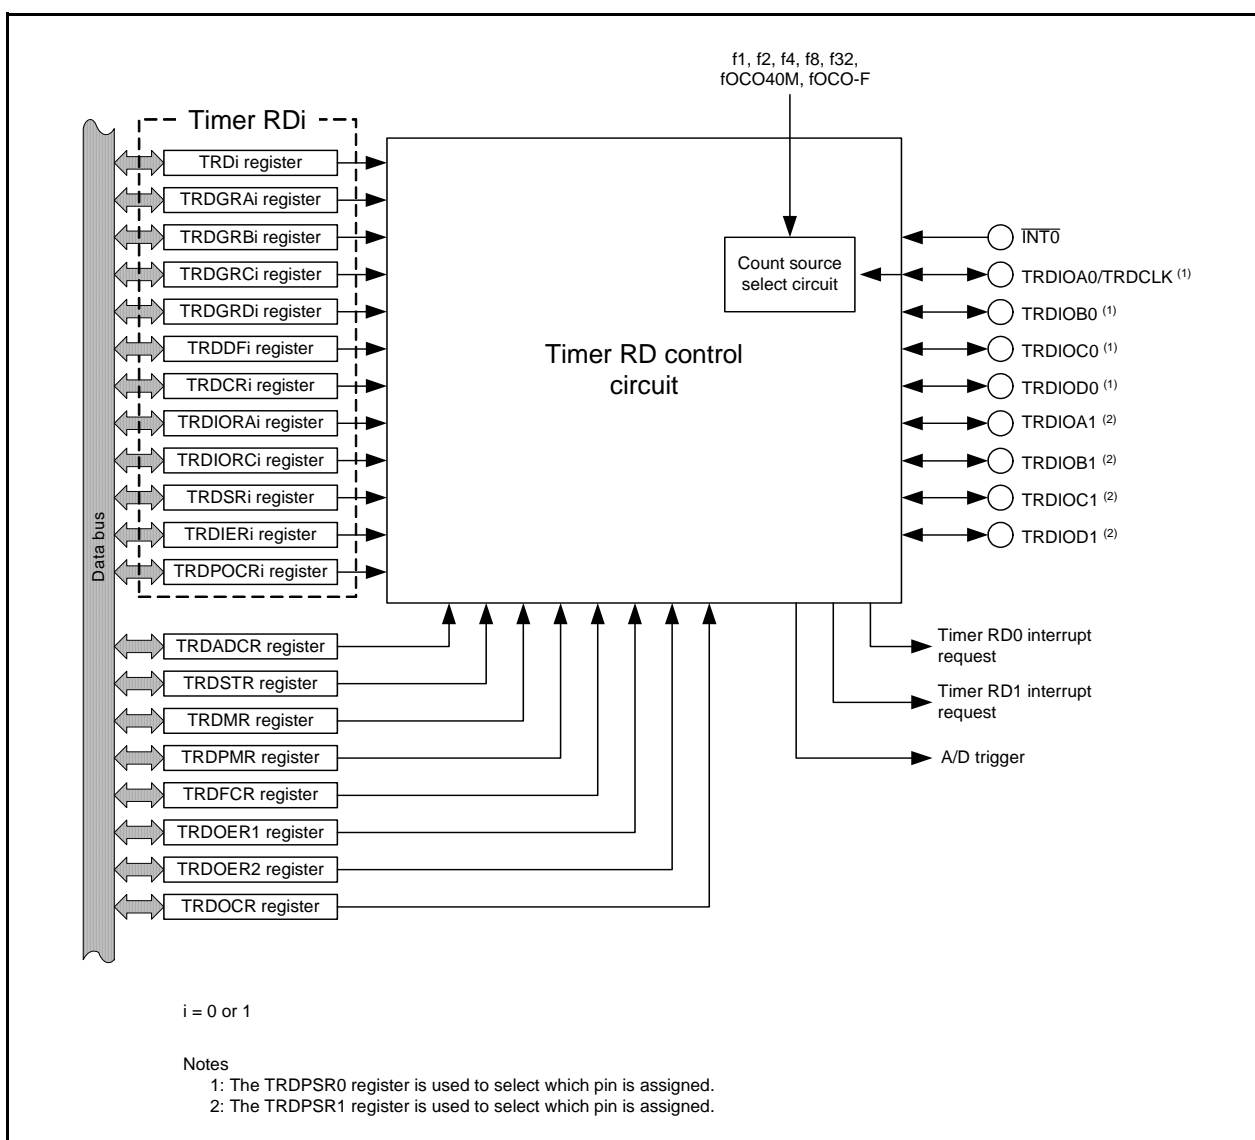 f1, f2, f4, f8, f32,
fOCO40M, fOCO-F
Timer RDi
TRDi register
TRDGRAi register
TRDGRBi register
TRDGRCi register
TRDGRDi register
TRDDFi register
TRDCRi register
TRDIORAi register
TRDIORCi register
TRDSRi register
TRDIERi register
TRDPOCRi register
Data bus
Count source
select circuit
Timer RD control
circuit
INT0
TRDIOA0/TRDCLK (1)
TRDIOB0 (1)
TRDIOC0 (1)
TRDIOD0 (1)
TRDIOA1 (2)
TRDIOB1 (2)
TRDIOC1 (2)
TRDIOD1 (2)
TRDADCR register
TRDSTR register
TRDMR register
TRDPMR register
TRDFCR register
TRDOER1 register
TRDOER2 register
TRDOCR register
Timer RD0 interrupt
request
Timer RD1 interrupt
request
A/D trigger
i = 0 or 1
Notes
1: The TRDPSR0 register is used to select which pin is assigned.
2: The TRDPSR1 register is used to select which pin is assigned.